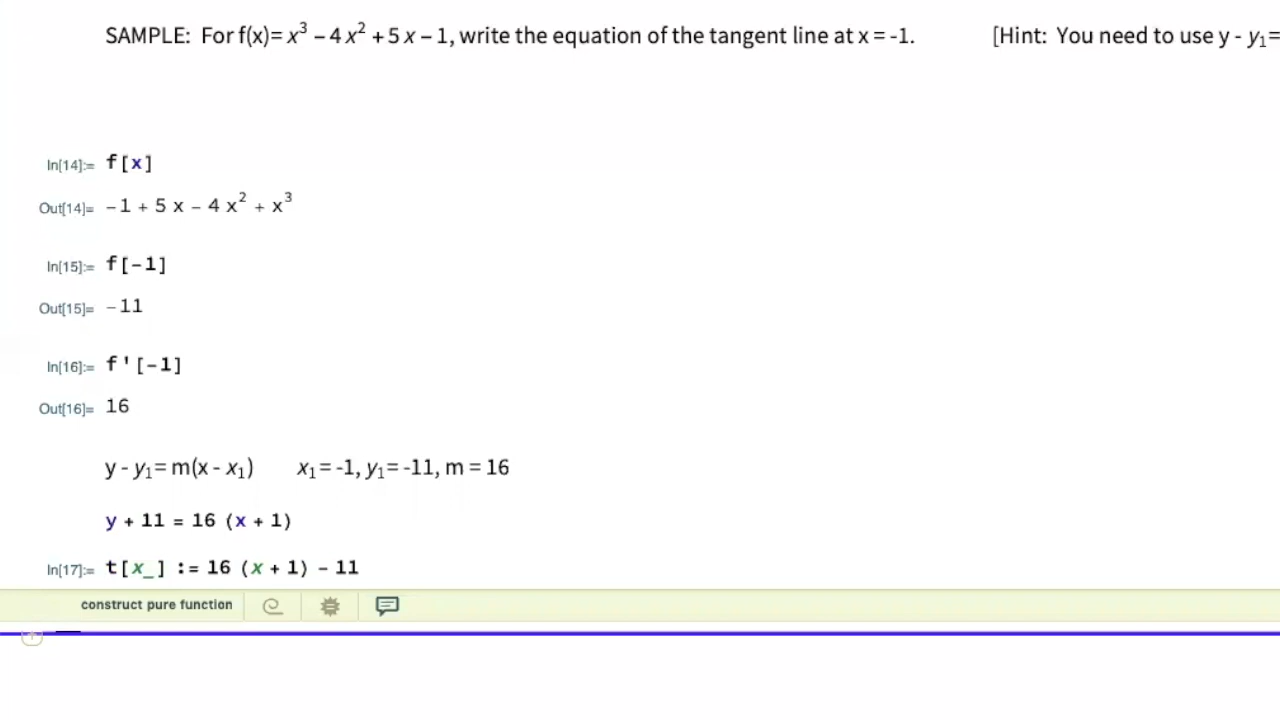 SAMPLE: For f(x)= x³ – 4 x² + 5 x – 1, write the equation of the tangent line at x = -1. [Hint: You need to use y - y₁=
In[14]:= f[x]
Out[14]= -1 + 5 x - 4 x² + x³
In[15]:= f[-1]
Out[15]= -11
In[16]:= f'[-1]
Out[16]= 16
y - y₁= m(x - x₁) x₁= -1, y₁= -11, m = 16
y + 11 = 16 (x + 1)
In[17]:= t[x_] := 16 (x + 1) - 11
construct pure function